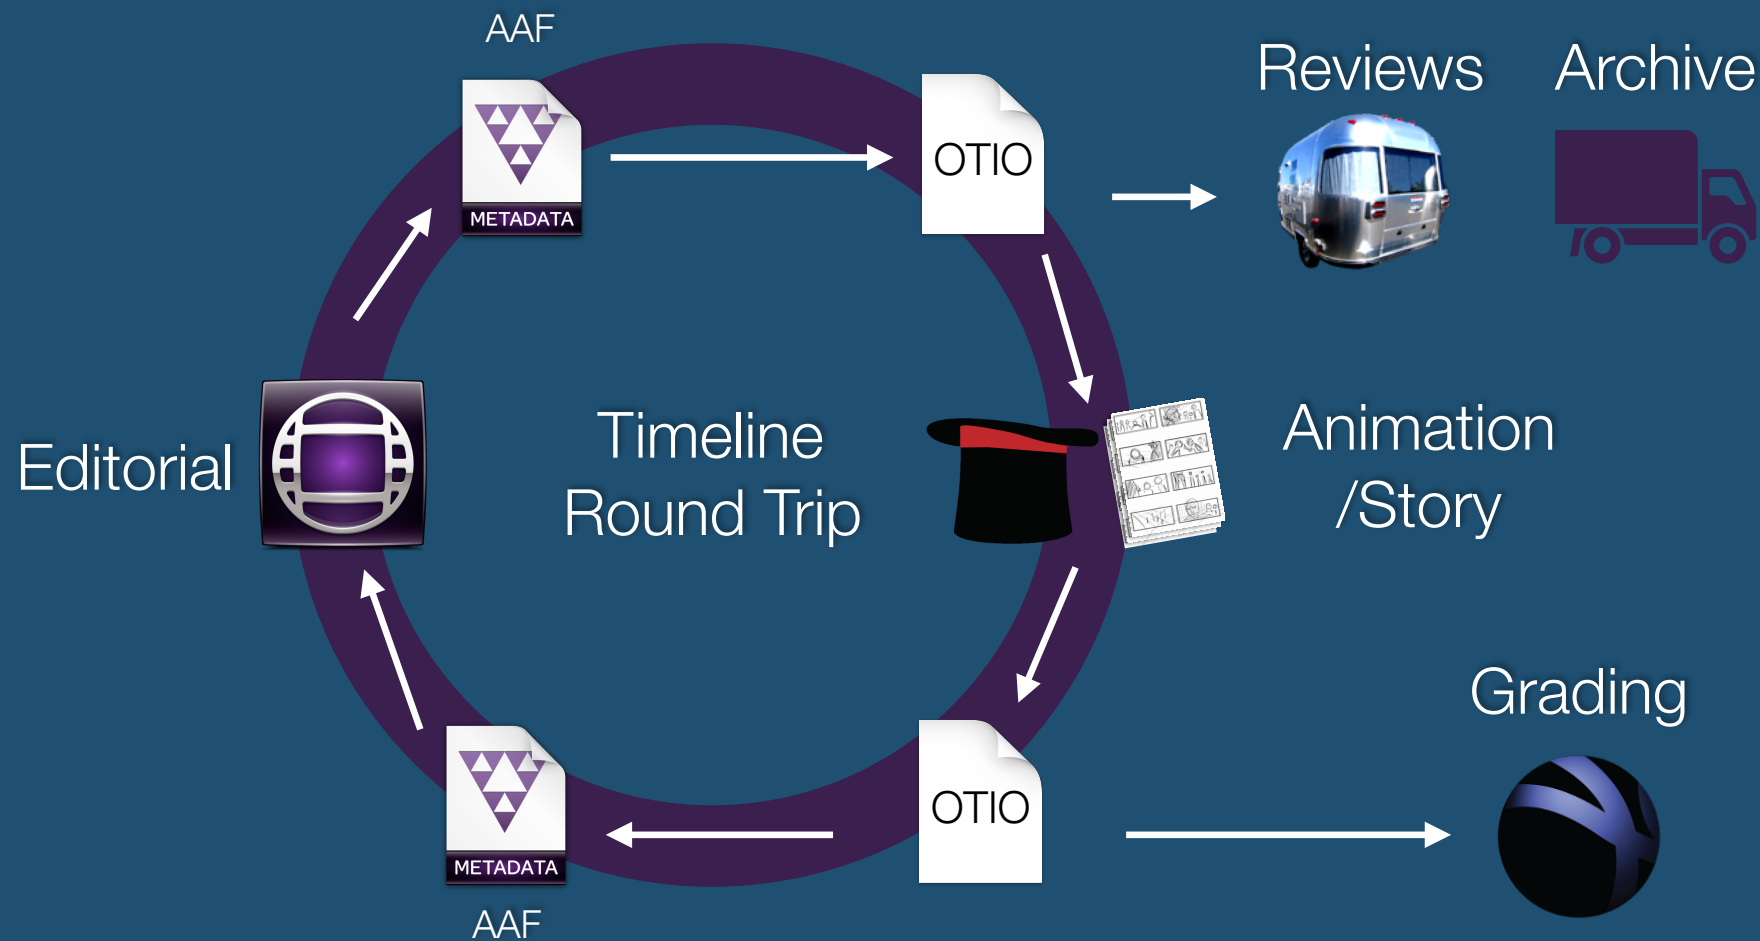 AAF
Reviews
Archive
METADATA
OTIO
Editorial
Timeline
Round Trip
Animation
/Story
Grading
METADATA
OTIO
AAF